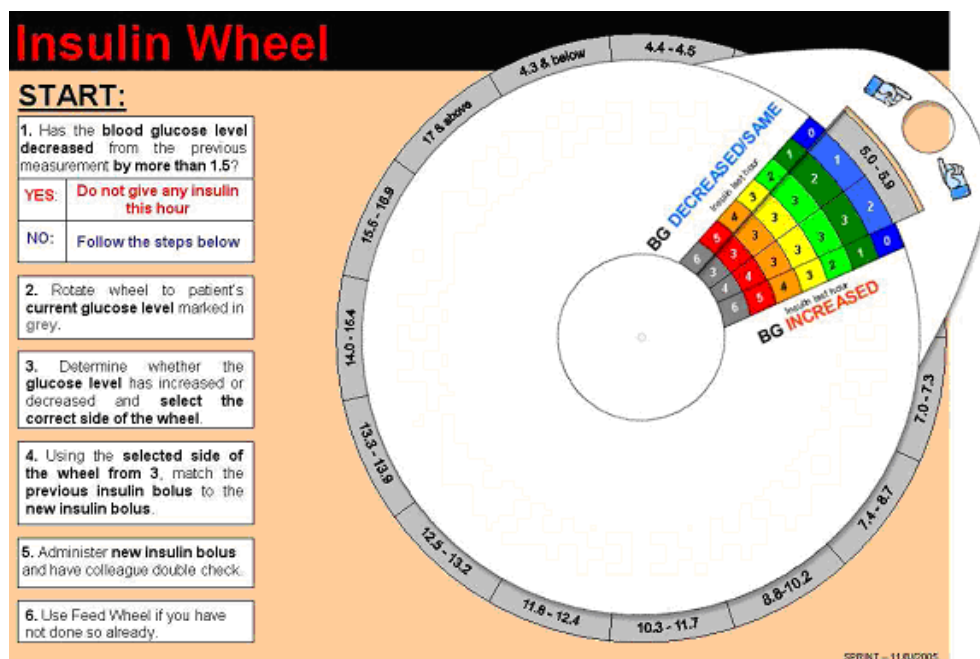 Insulin Wheel
START:
1. Has the blood glucose level
decreased from the previous
measurement by more than 1.5?
YES: Do not give any insulin
this hour
NO: Follow the steps below
2. Rotate wheel to patient's
current glucose level marked in
grey.
3. Determine whether the
glucose level has increased or
decreased and select the
correct side of the wheel.
4. Using the selected side of
the wheel from 3, match the
previous insulin bolus to the
new insulin bolus.
5. Administer new insulin bolus
and have colleague double check.
6. Use Feed Wheel if you have
not done so already.
4.3 & below
4.4 - 4.5
17 & above
15.5 - 16.9
14.0 - 15.4
13.3 - 13.9
12.5 - 13.2
11.8 - 12.4
10.3 - 11.7
8.8-10.2
7.4 - 8.7
7.0 - 7.3
5.0 - 5.9
BG DECREASED/SAME
Insulin last hour
6 5 4 3 2 1 0
3 3 3 3 3 2 1
4 4 3 3 3 3 2
6 5 4 3 2 1 0
Insulin last hour
BG INCREASED
SPRINT - 11/8/2005